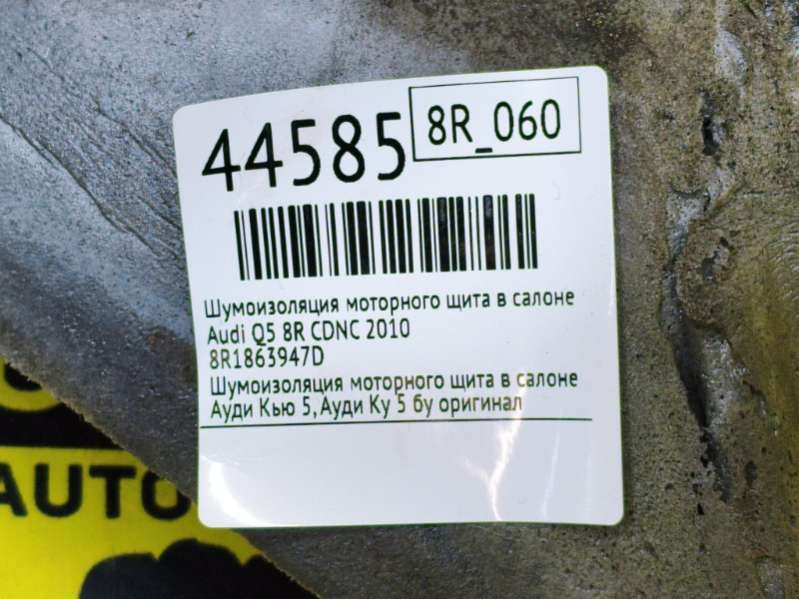 44585
8R_060
Шумоизоляция моторного щита в салоне
Audi Q5 8R CDNC 2010
8R1863947D
Шумоизоляция моторного щита в салоне
Ауди Кью 5, Ауди Ку 5 бу оригинал
AUTO